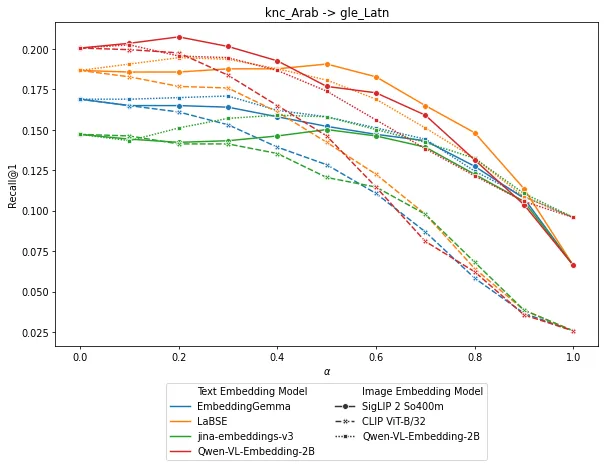 knc_Arab -> gle_Latn
Recall@1
0.200
0.175
0.150
0.125
0.100
0.075
0.050
0.025
0.0
0.2
0.4
0.6
0.8
1.0
α
Text Embedding Model
EmbeddingGemma
LaBSE
jina-embeddings-v3
Qwen-VL-Embedding-2B
Image Embedding Model
SigLIP 2 So400m
CLIP ViT-B/32
Qwen-VL-Embedding-2B